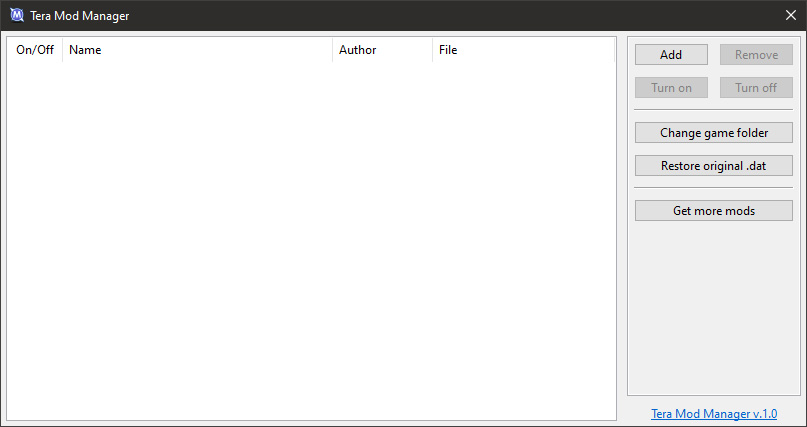 Tera Mod Manager
On/Off Name Author File
Add Remove
Turn on Turn off
Change game folder
Restore original .dat
Get more mods
Tera Mod Manager v.1.0